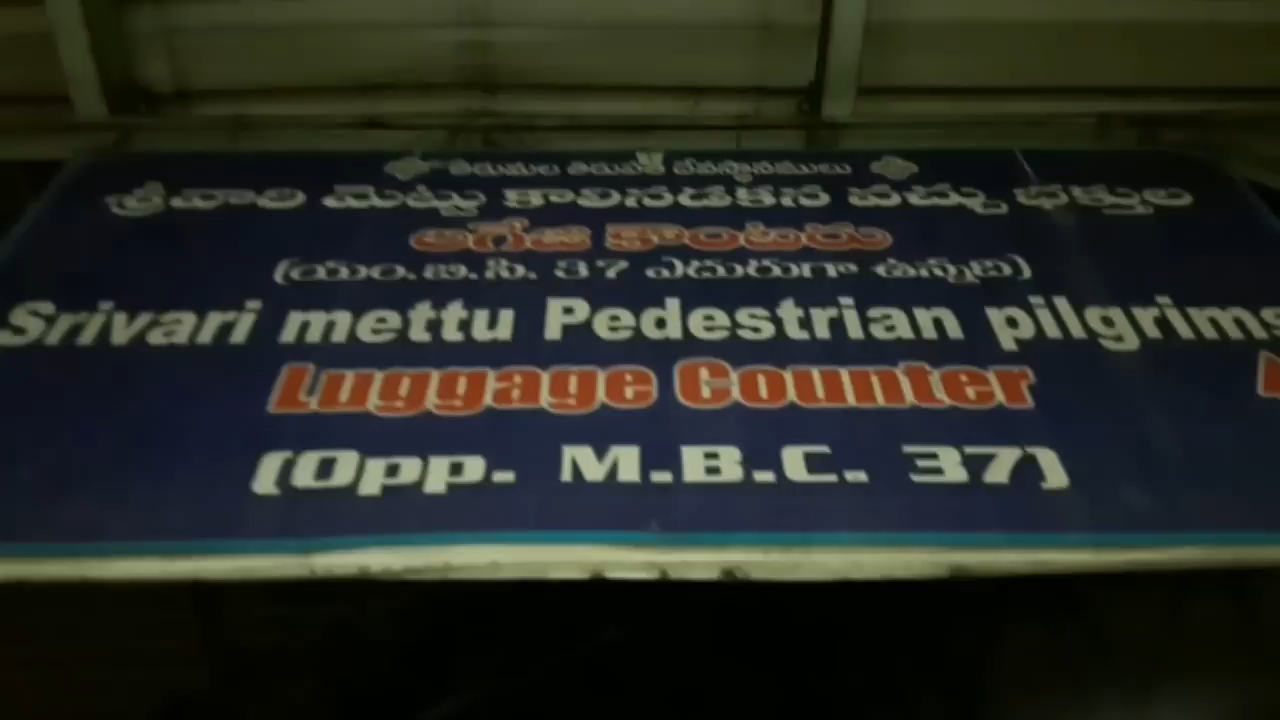 తిరుమల తిరుపతి దేవస్థానములు
శ్రీవారి మెట్టు కాలినడకన వచ్చు భక్తుల
లగేజి కౌంటరు
(యం.బి.సి. 37 ఎదురుగా ఉన్నది)
Srivari mettu Pedestrian pilgrims
Luggage Counter
(Opp. M.B.C. 37)